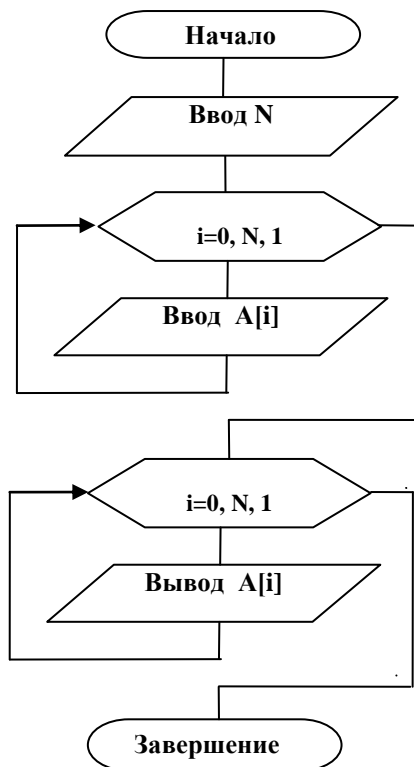 Начало
Ввод N
i=0, N, 1
Ввод A[i]
i=0, N, 1
Вывод A[i]
Завершение